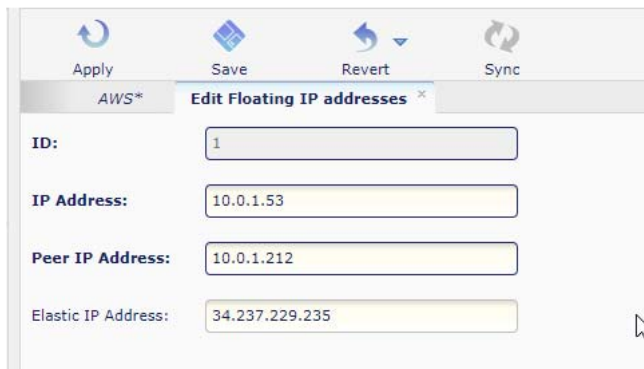 Apply Save Revert Sync
AWS* Edit Floating IP addresses ×
ID: 1
IP Address: 10.0.1.53
Peer IP Address: 10.0.1.212
Elastic IP Address: 34.237.229.235